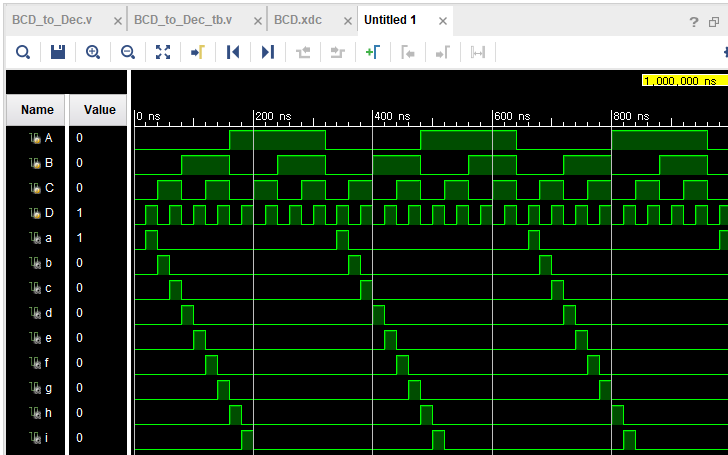 BCD_to_Dec.v BCD_to_Dec_tb.v BCD.xdc Untitled 1
1,000,000 ns
Name Value
0 ns 200 ns 400 ns 600 ns 800 ns
A 0
B 0
C 0
D 1
a 1
b 0
c 0
d 0
e 0
f 0
g 0
h 0
i 0